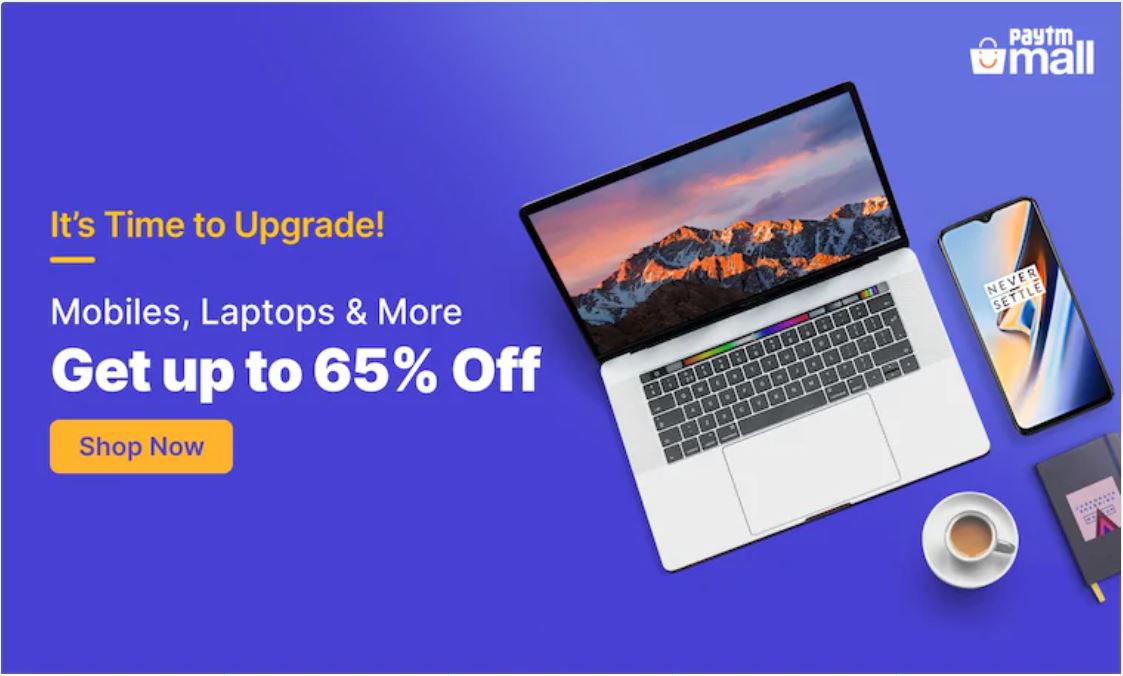 paytm
mall
It's Time to Upgrade!
Mobiles, Laptops & More
Get up to 65% Off
Shop Now
NEVER
SETTLE